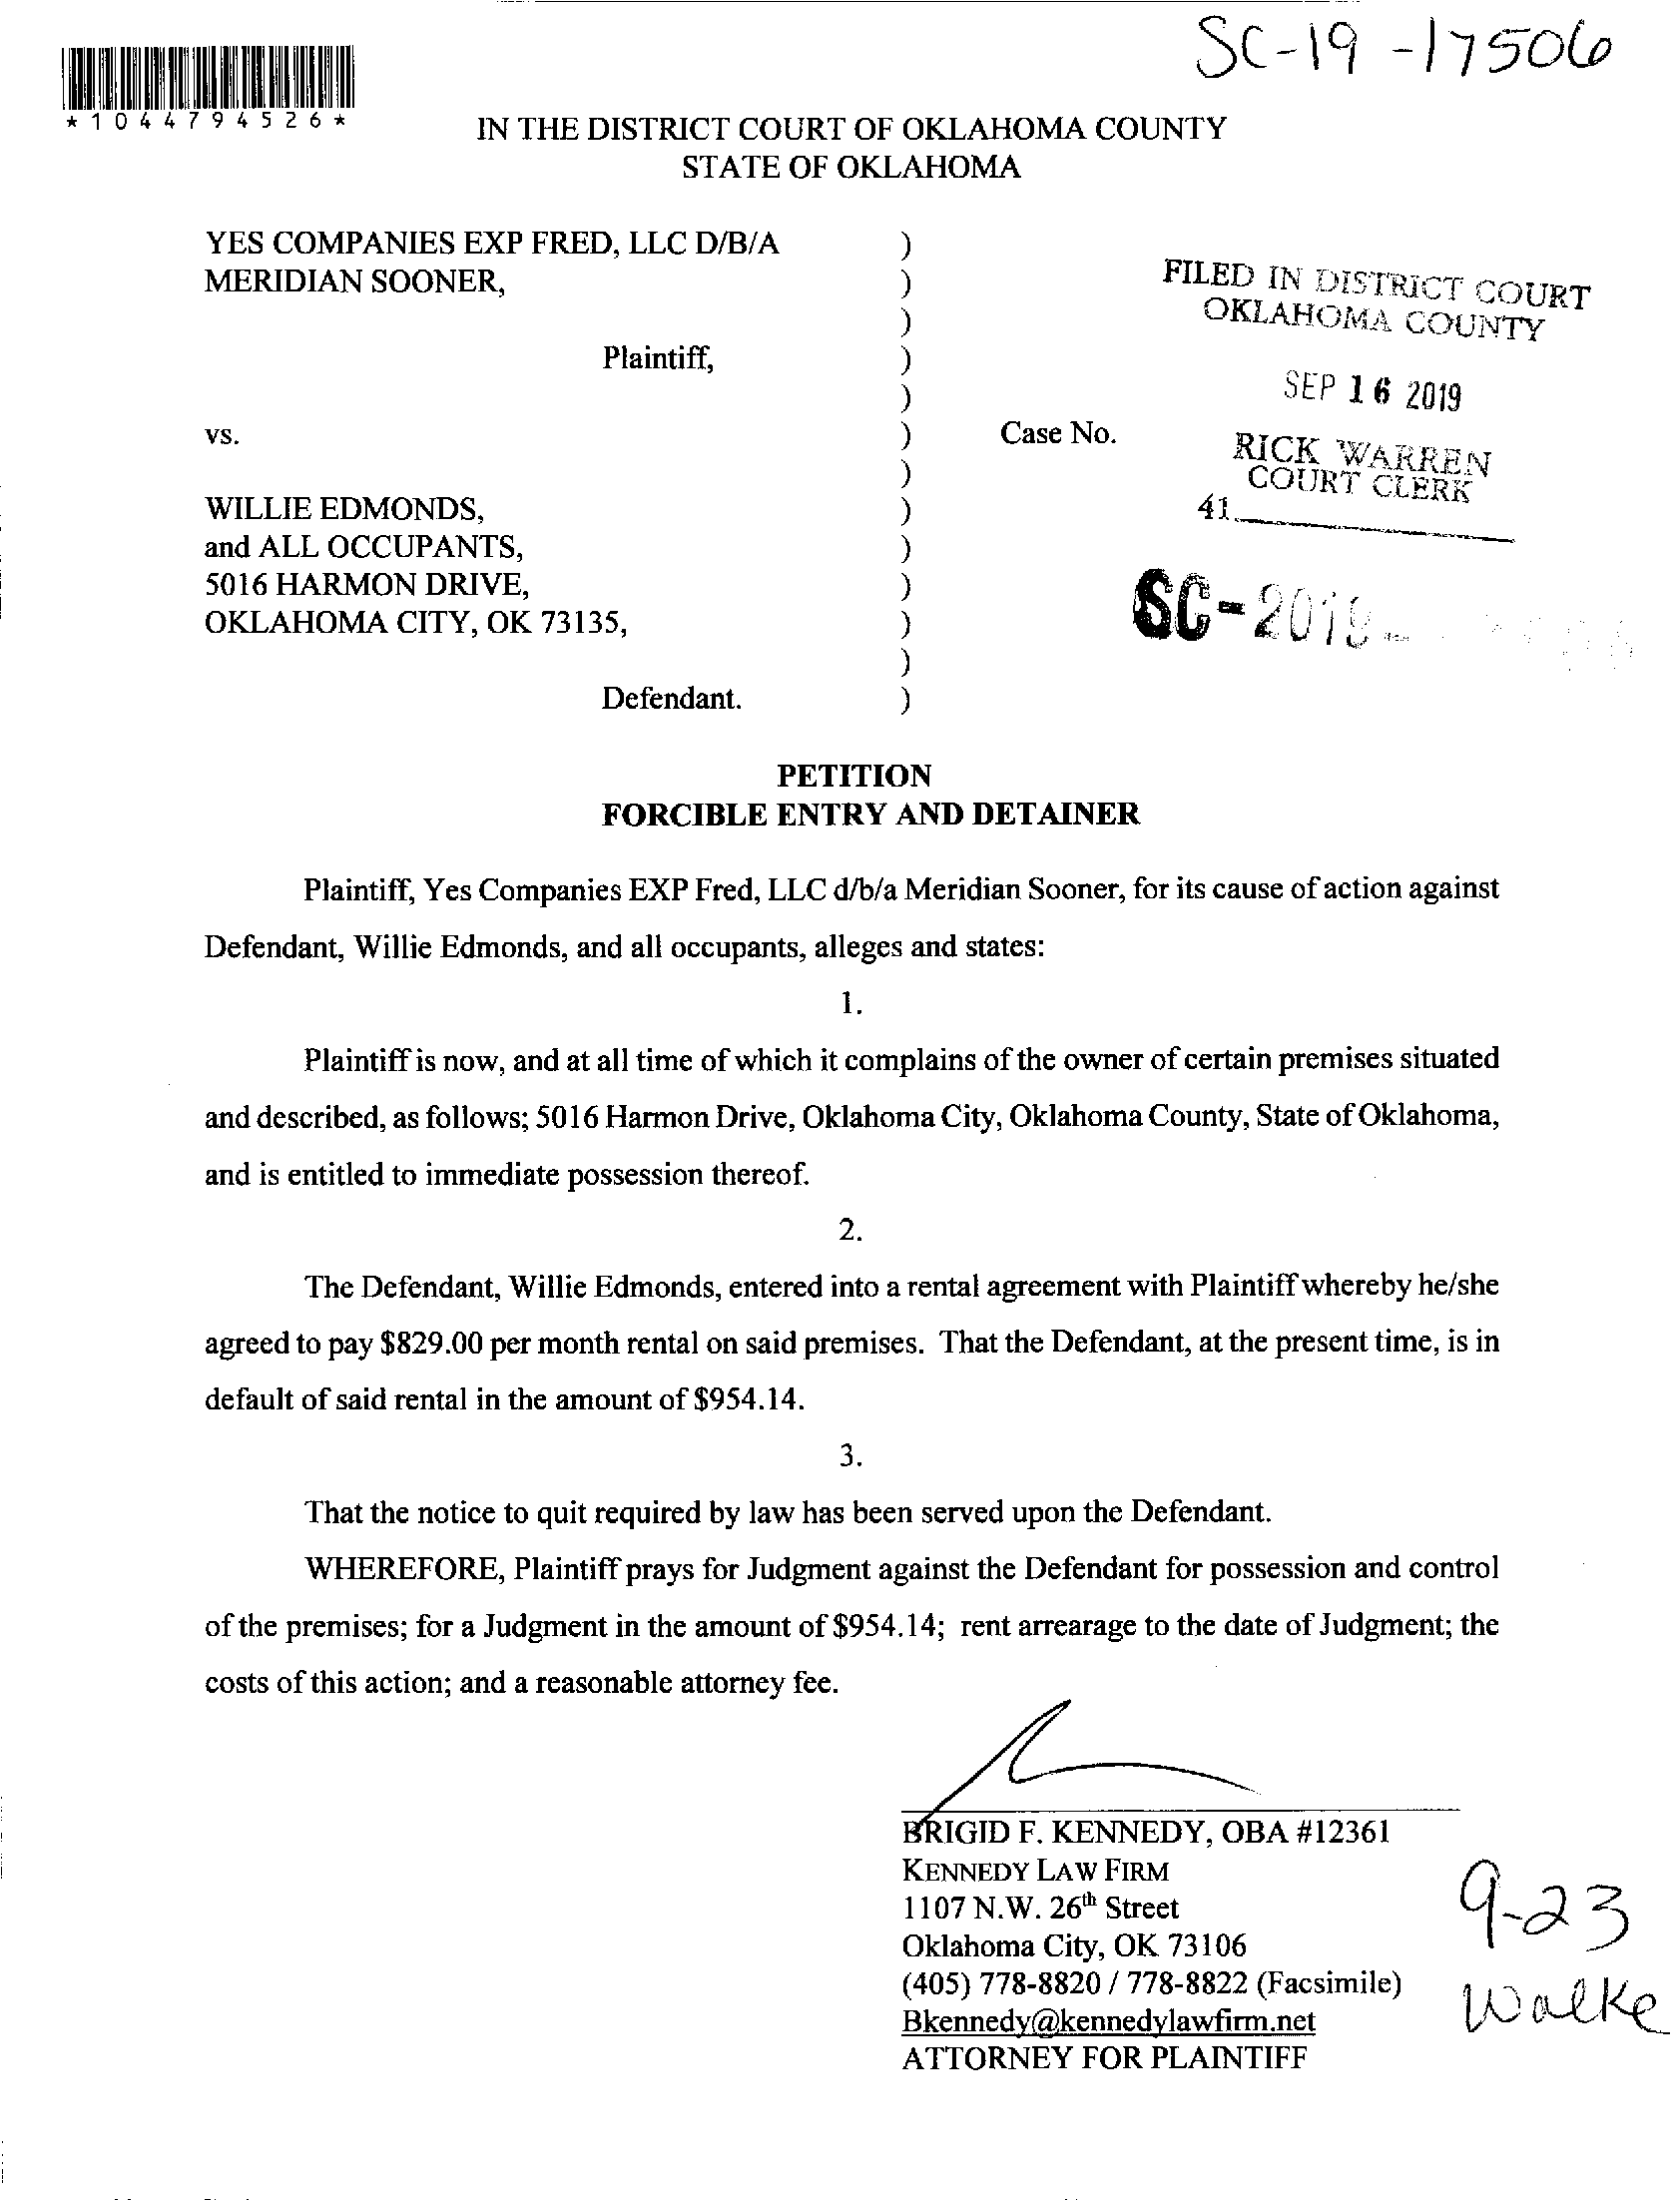 SC-19-17506
*1044794526*
IN THE DISTRICT COURT OF OKLAHOMA COUNTY
STATE OF OKLAHOMA
YES COMPANIES EXP FRED, LLC D/B/A )
MERIDIAN SOONER, )
)
Plaintiff, )
)
vs. ) Case No.
)
WILLIE EDMONDS, )
and ALL OCCUPANTS, )
5016 HARMON DRIVE, )
OKLAHOMA CITY, OK 73135, )
)
Defendant. )
FILED IN DISTRICT COURT
OKLAHOMA COUNTY
SEP 16 2019
RICK WARREN
COURT CLERK
41
SC-2019-
PETITION
FORCIBLE ENTRY AND DETAINER
Plaintiff, Yes Companies EXP Fred, LLC d/b/a Meridian Sooner, for its cause of action against
Defendant, Willie Edmonds, and all occupants, alleges and states:
1.
Plaintiff is now, and at all time of which it complains of the owner of certain premises situated
and described, as follows; 5016 Harmon Drive, Oklahoma City, Oklahoma County, State of Oklahoma,
and is entitled to immediate possession thereof.
2.
The Defendant, Willie Edmonds, entered into a rental agreement with Plaintiff whereby he/she
agreed to pay $829.00 per month rental on said premises. That the Defendant, at the present time, is in
default of said rental in the amount of $954.14.
3.
That the notice to quit required by law has been served upon the Defendant.
WHEREFORE, Plaintiff prays for Judgment against the Defendant for possession and control
of the premises; for a Judgment in the amount of $954.14; rent arrearage to the date of Judgment; the
costs of this action; and a reasonable attorney fee.
BRIGID F. KENNEDY, OBA #12361
KENNEDY LAW FIRM
1107 N.W. 26th Street
Oklahoma City, OK 73106
(405) 778-8820 / 778-8822 (Facsimile)
Bkennedy@kennedylawfirm.net
ATTORNEY FOR PLAINTIFF
9-23
Walke